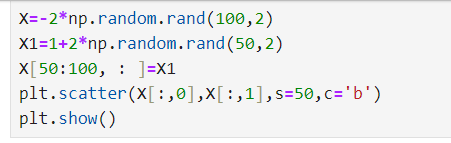 X=-2*np.random.rand(100,2)
X1=1+2*np.random.rand(50,2)
X[50:100, : ]=X1
plt.scatter(X[:,0],X[:,1],s=50,c='b')
plt.show()